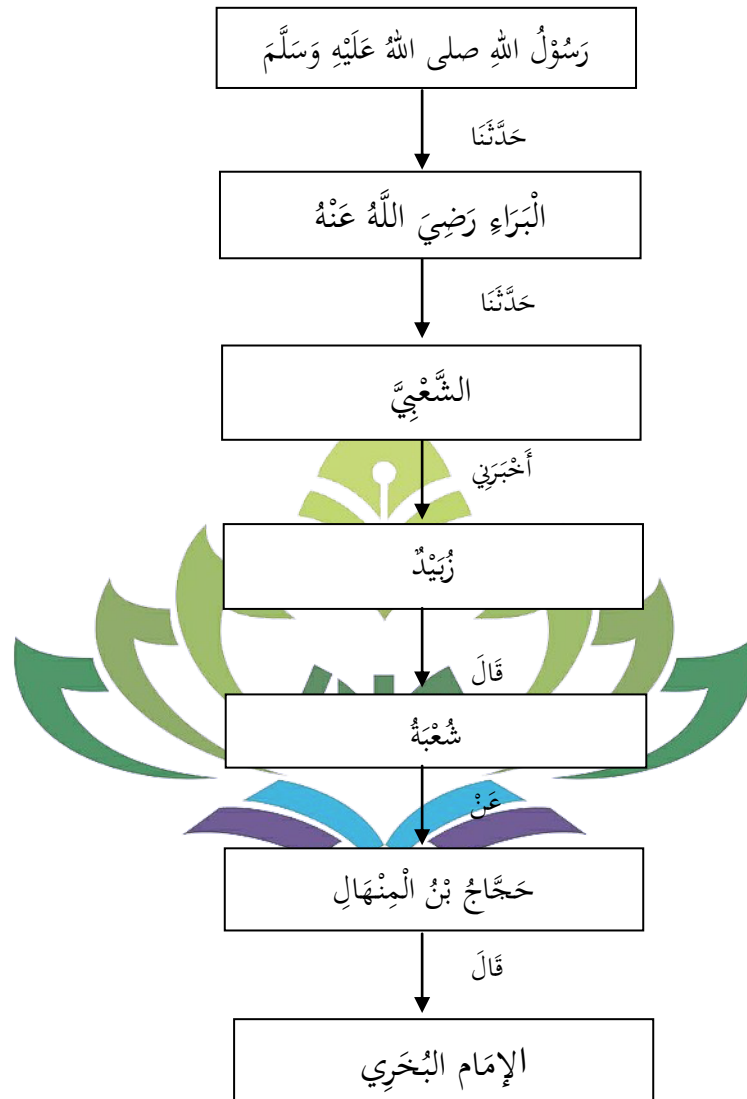 رَسُوْلُ اللهِ صلى اللهُ عَلَيْهِ وَسَلَّمَ
حَدَّثَنَا
الْبَرَاءِ رَضِيَ اللَّهُ عَنْهُ
حَدَّثَنَا
الشَّعْبِيَّ
أَخْبَرَنِي
زُبَيْدٌ
قَالَ
شُعْبَةُ
عَنْ
حَجَّاجُ بْنُ الْمِنْهَالِ
قَالَ
الإمَام البُخَرِي